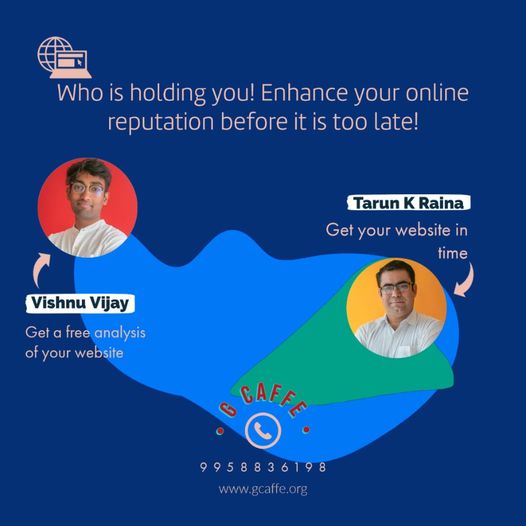 Who is holding you! Enhance your online
reputation before it is too late!
Tarun K Raina
Get your website in
time
Vishnu Vijay
Get a free analysis
of your website
G CAFFE
9958836198
www.gcaffe.org